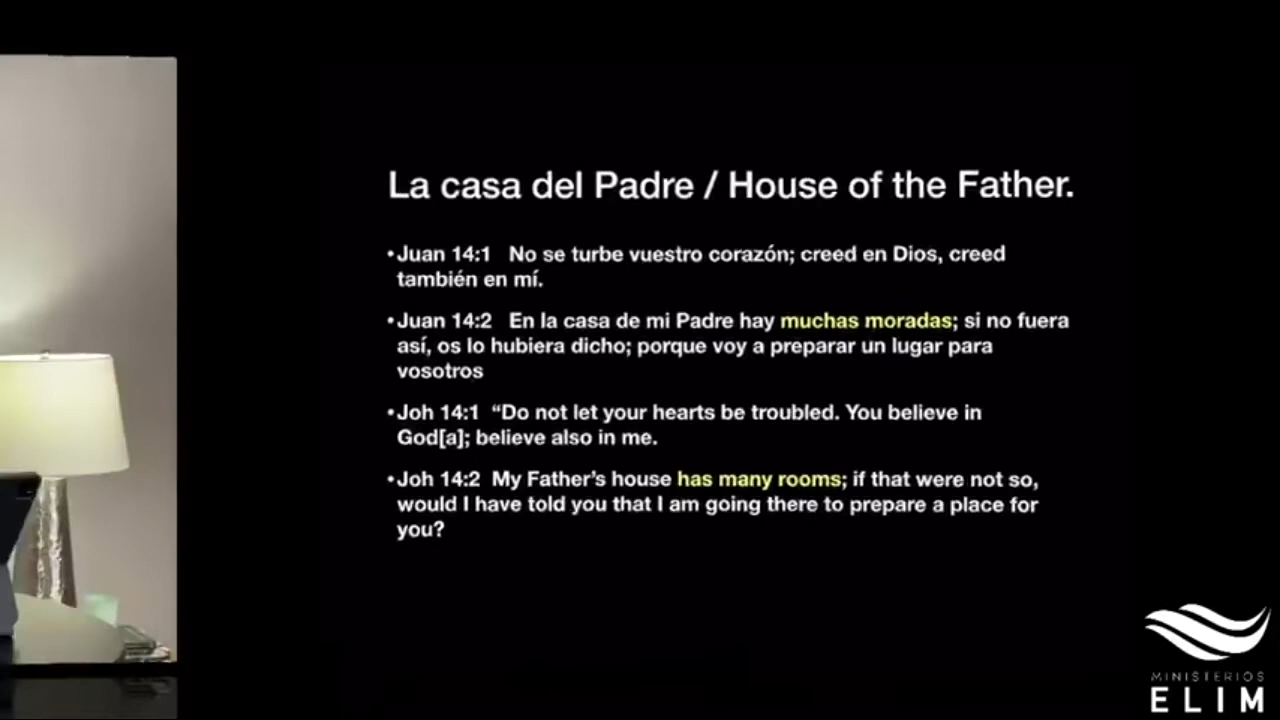 La casa del Padre / House of the Father.
•Juan 14:1 No se turbe vuestro corazón; creed en Dios, creed
también en mí.
•Juan 14:2 En la casa de mi Padre hay muchas moradas; si no fuera
así, os lo hubiera dicho; porque voy a preparar un lugar para
vosotros
•Joh 14:1 “Do not let your hearts be troubled. You believe in
God[a]; believe also in me.
•Joh 14:2 My Father’s house has many rooms; if that were not so,
would I have told you that I am going there to prepare a place for
you?
MINISTERIOS
ELIM